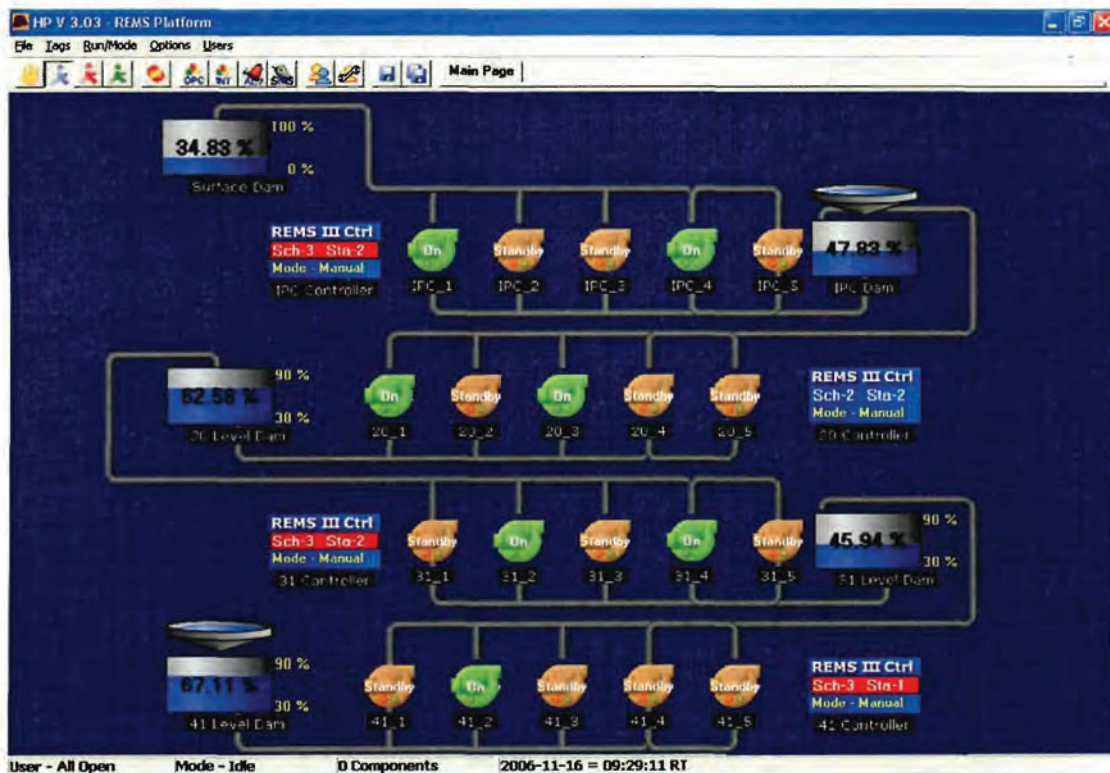 HP V 3.03 - REMS Platform
File Tags Run/Mode Options Users
OPC INT SMS Main Page
100 %
34.83 %
0 %
Surface Dam
REMS III Ctrl
Sch-3 Sta-2
Mode - Manual
IPC Controller
On Standby Standby On Standby
IPC_1 IPC_2 IPC_3 IPC_4 IPC_5
47.83 %
IPC Dam
90 %
62.58 %
30 %
20 Level Dam
On Standby On Standby Standby
20_1 20_2 20_3 20_4 20_5
REMS III Ctrl
Sch-2 Sta-2
Mode - Manual
20 Controller
REMS III Ctrl
Sch-3 Sta-2
Mode - Manual
31 Controller
Standby On Standby On Standby
31_1 31_2 31_3 31_4 31_5
90 %
45.94 %
30 %
31 Level Dam
90 %
67.11 %
30 %
41 Level Dam
Standby On Standby Standby Standby
41_1 41_2 41_3 41_4 41_5
REMS III Ctrl
Sch-3 Sta-1
Mode - Manual
41 Controller
User - All Open Mode - Idle 0 Components 2006-11-16 = 09:29:11 RT